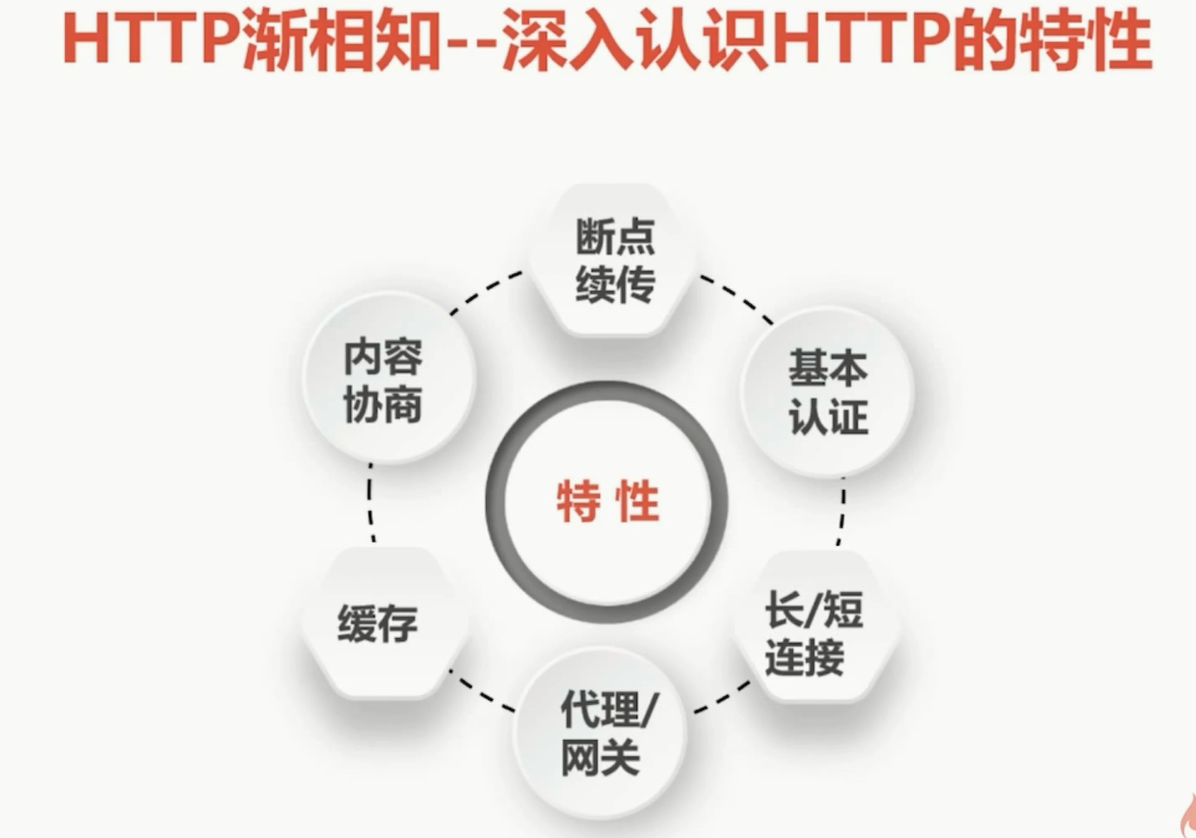 HTTP渐相知--深入认识HTTP的特性
断点
续传
内容
协商
基本
认证
特 性
缓存
长/短
连接
代理/
网关